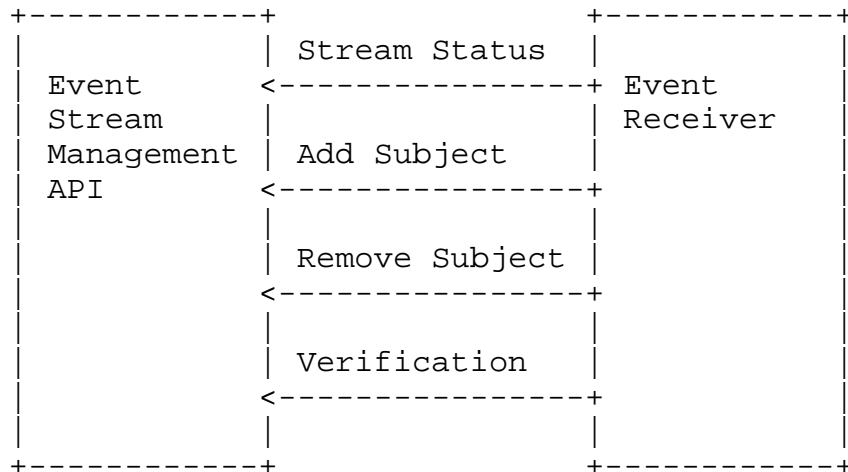 Stream Status
Event Event
Stream Receiver
Management Add Subject
API
Remove Subject
Verification